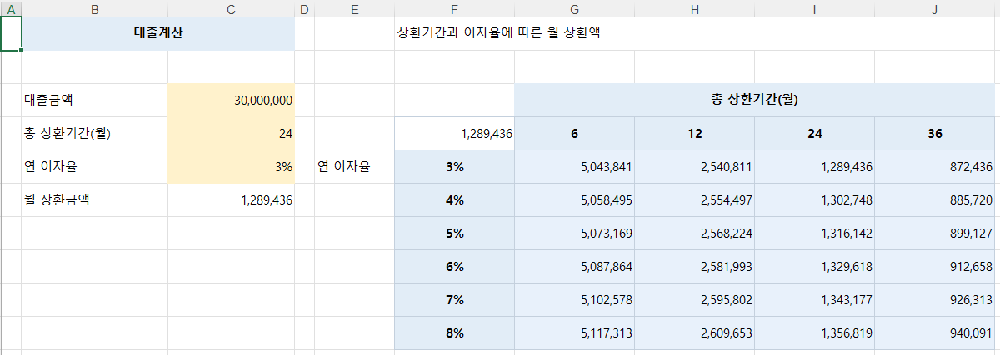 A B C D E F G H I J
대출계산 상환기간과 이자율에 따른 월 상환액
대출금액 30,000,000 총 상환기간(월)
총 상환기간(월) 24 1,289,436 6 12 24 36
연 이자율 3% 연 이자율 3% 5,043,841 2,540,811 1,289,436 872,436
월 상환금액 1,289,436 4% 5,058,495 2,554,497 1,302,748 885,720
5% 5,073,169 2,568,224 1,316,142 899,127
6% 5,087,864 2,581,993 1,329,618 912,658
7% 5,102,578 2,595,802 1,343,177 926,313
8% 5,117,313 2,609,653 1,356,819 940,091